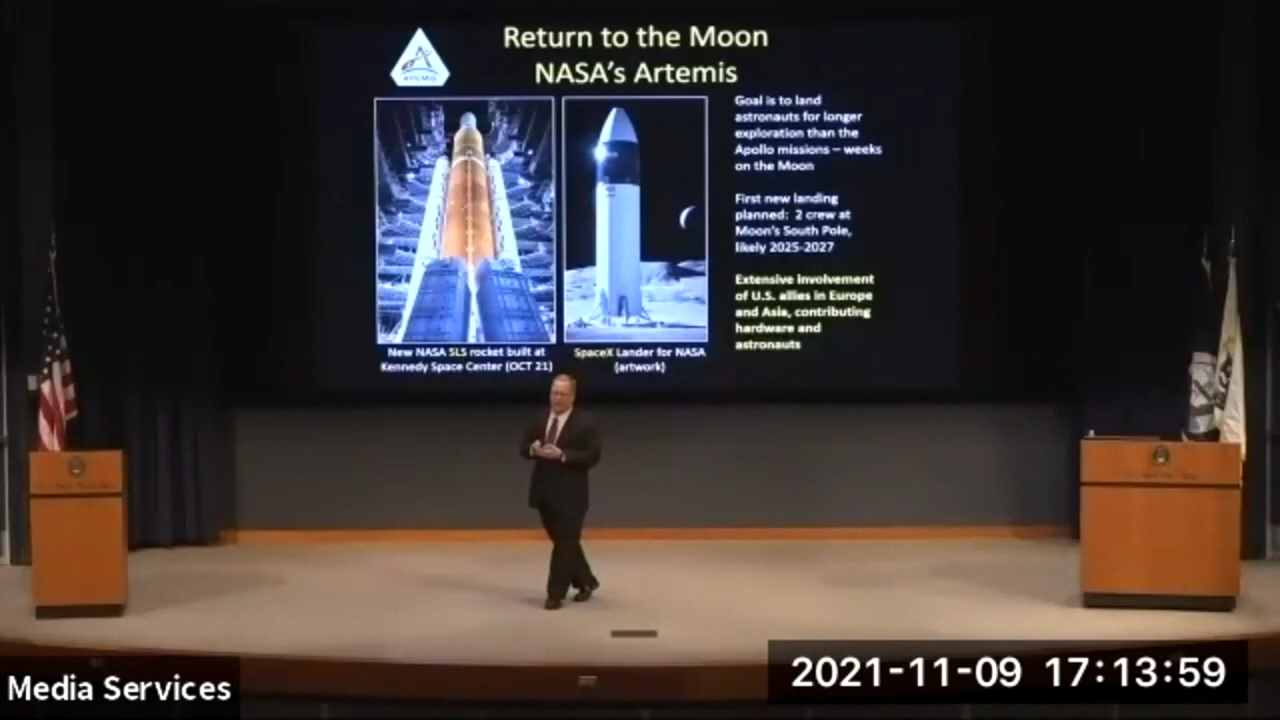 Return to the Moon
NASA's Artemis
ARTEMIS
Goal is to land
astronauts for longer
exploration than the
Apollo missions – weeks
on the Moon
First new landing
planned: 2 crew at
Moon's South Pole,
likely 2025-2027
Extensive involvement
of U.S. allies in Europe
and Asia, contributing
hardware and
astronauts
New NASA SLS rocket built at
Kennedy Space Center (OCT 21)
SpaceX Lander for NASA
(artwork)
Media Services
2021-11-09 17:13:59